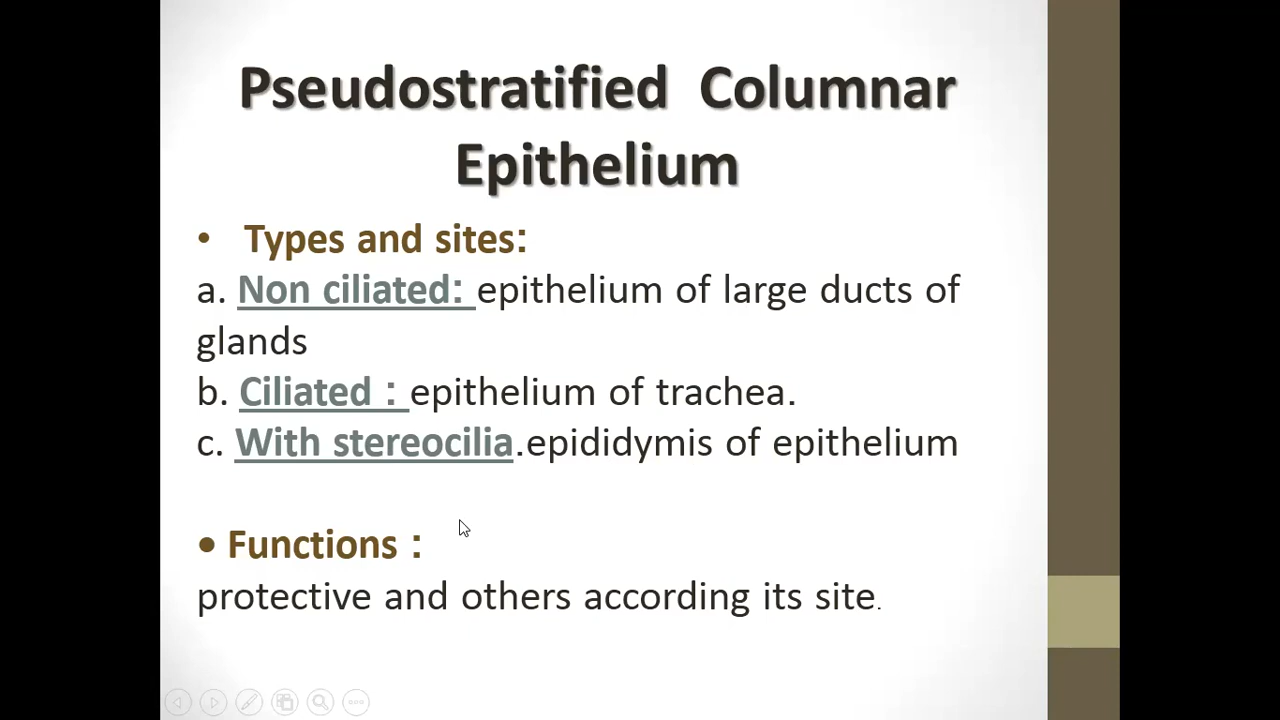 Pseudostratified Columnar
Epithelium
• Types and sites:
a. Non ciliated: epithelium of large ducts of
glands
b. Ciliated : epithelium of trachea.
c. With stereocilia.epididymis of epithelium
• Functions :
protective and others according its site.